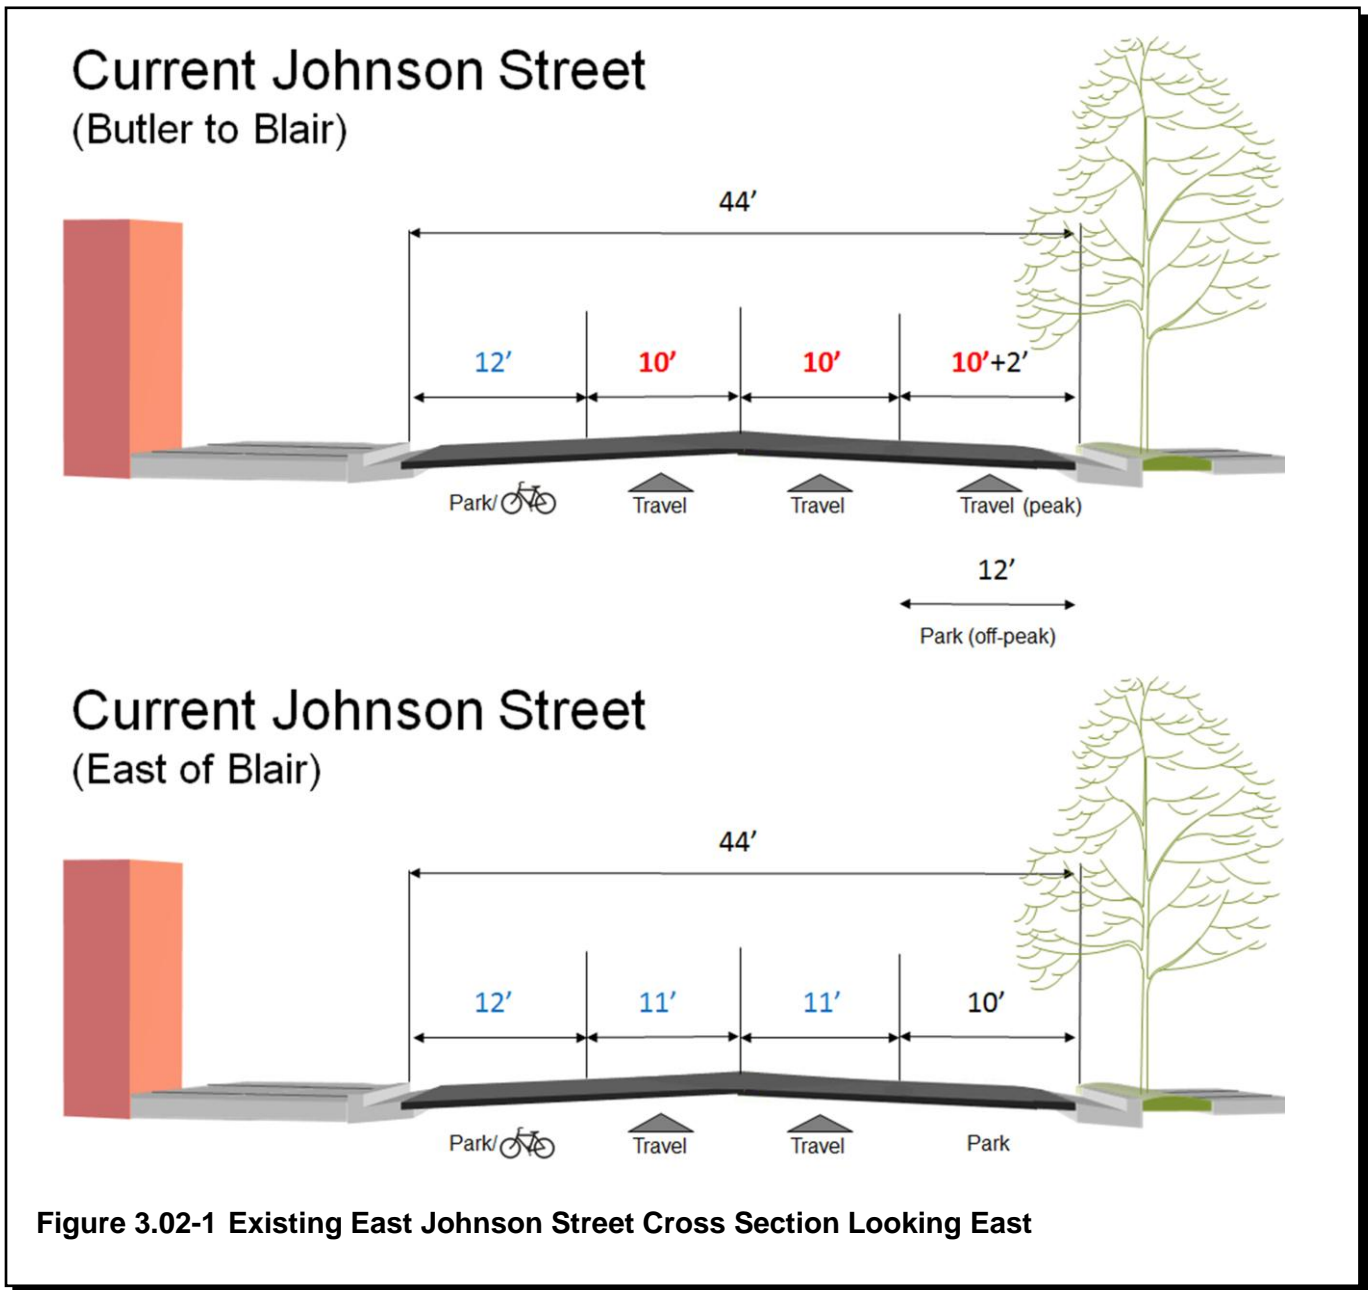 Current Johnson Street
(Butler to Blair)
44’
12’ 10’ 10’ 10’+2’
Park/ Travel Travel Travel (peak)
12’
Park (off-peak)
Current Johnson Street
(East of Blair)
44’
12’ 11’ 11’ 10’
Park/ Travel Travel Park
Figure 3.02-1 Existing East Johnson Street Cross Section Looking East